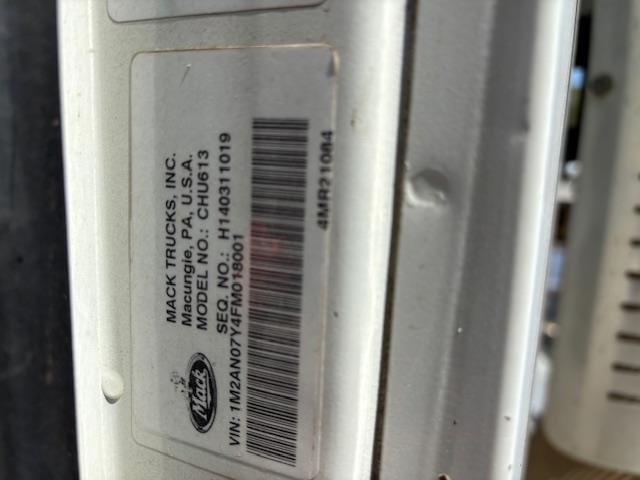 MACK TRUCKS, INC.
Macungie, PA, U.S.A.
MODEL NO.: CHU613
SEQ. NO.: H140311019
Mack
VIN: 1M2AN07Y4FM018001
4MR21084